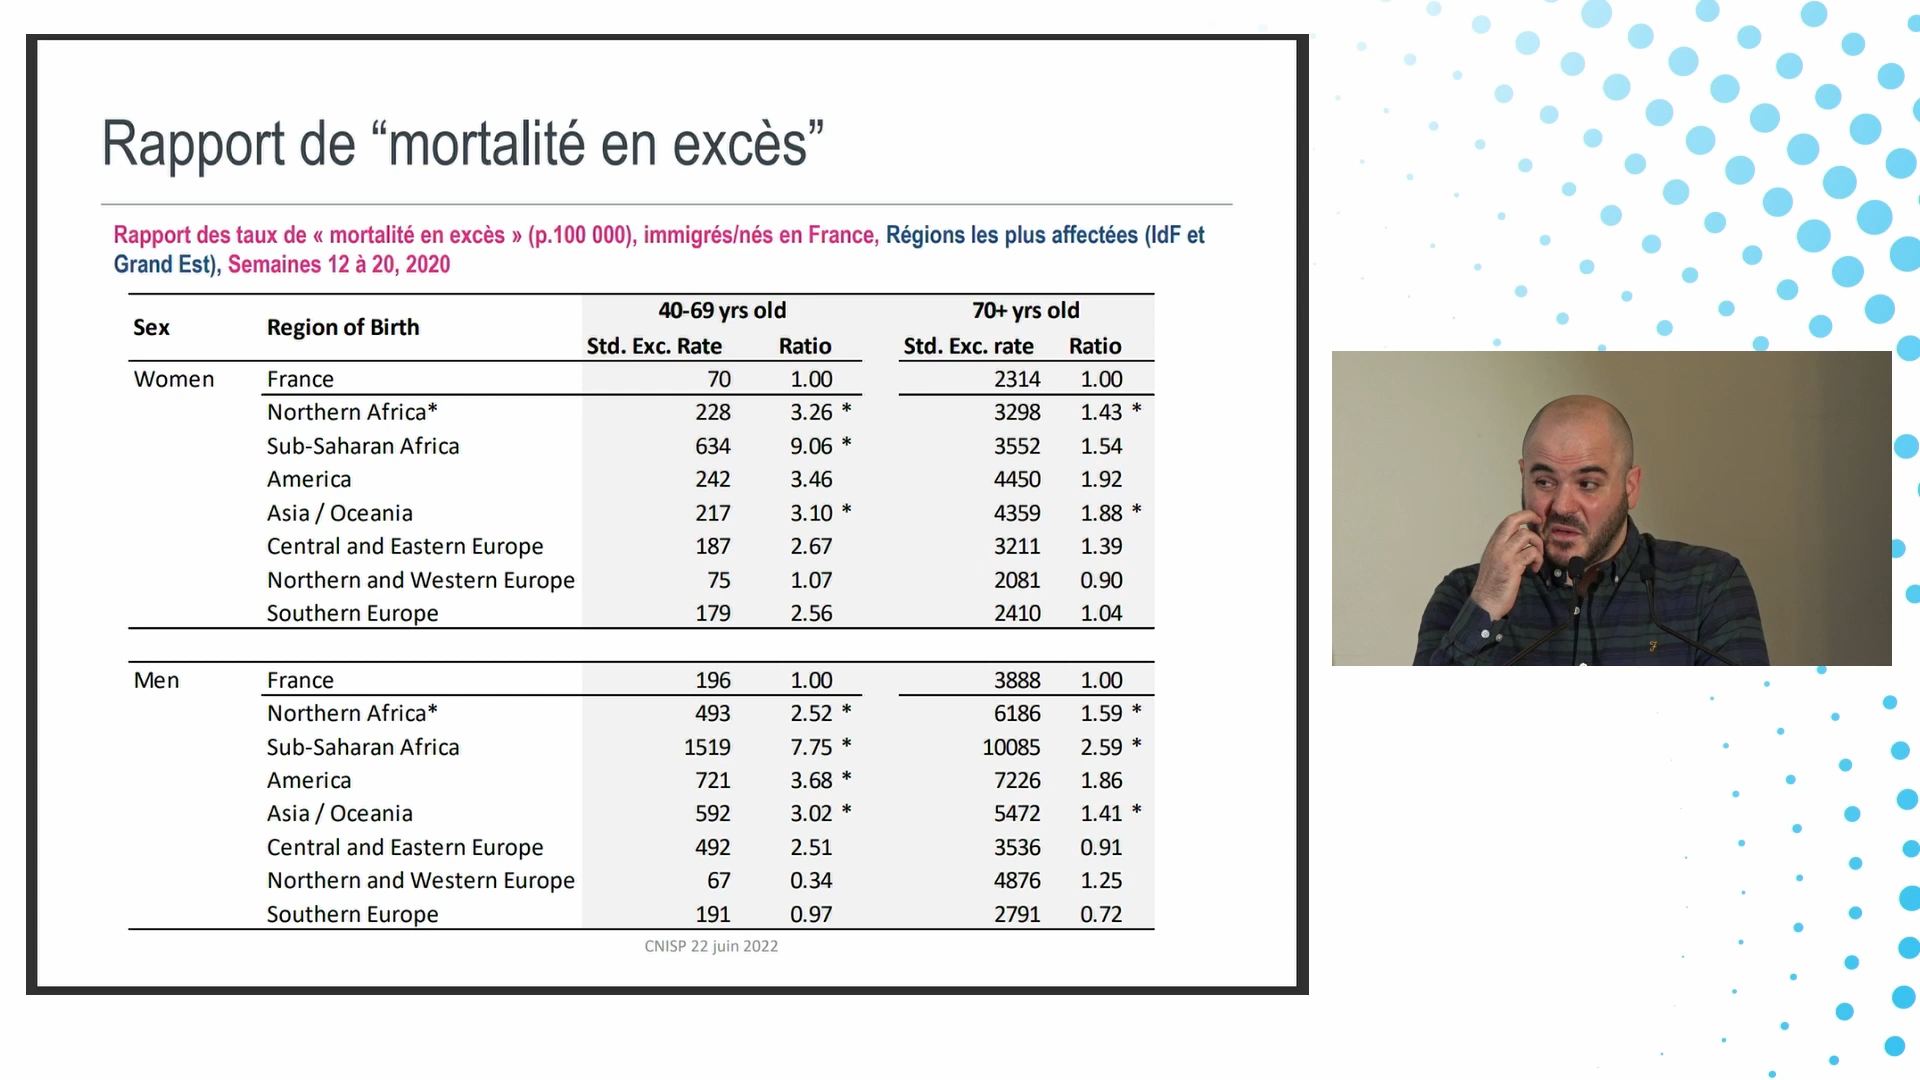 Rapport de “mortalité en excès”
Rapport des taux de « mortalité en excès » (p.100 000), immigrés/nés en France, Régions les plus affectées (IdF et
Grand Est), Semaines 12 à 20, 2020
40-69 yrs old 70+ yrs old
Sex Region of Birth
Std. Exc. Rate Ratio Std. Exc. rate Ratio
Women France 70 1.00 2314 1.00
Northern Africa* 228 3.26 * 3298 1.43 *
Sub-Saharan Africa 634 9.06 * 3552 1.54
America 242 3.46 4450 1.92
Asia / Oceania 217 3.10 * 4359 1.88 *
Central and Eastern Europe 187 2.67 3211 1.39
Northern and Western Europe 75 1.07 2081 0.90
Southern Europe 179 2.56 2410 1.04
Men France 196 1.00 3888 1.00
Northern Africa* 493 2.52 * 6186 1.59 *
Sub-Saharan Africa 1519 7.75 * 10085 2.59 *
America 721 3.68 * 7226 1.86
Asia / Oceania 592 3.02 * 5472 1.41 *
Central and Eastern Europe 492 2.51 3536 0.91
Northern and Western Europe 67 0.34 4876 1.25
Southern Europe 191 0.97 2791 0.72
CNISP 22 juin 2022